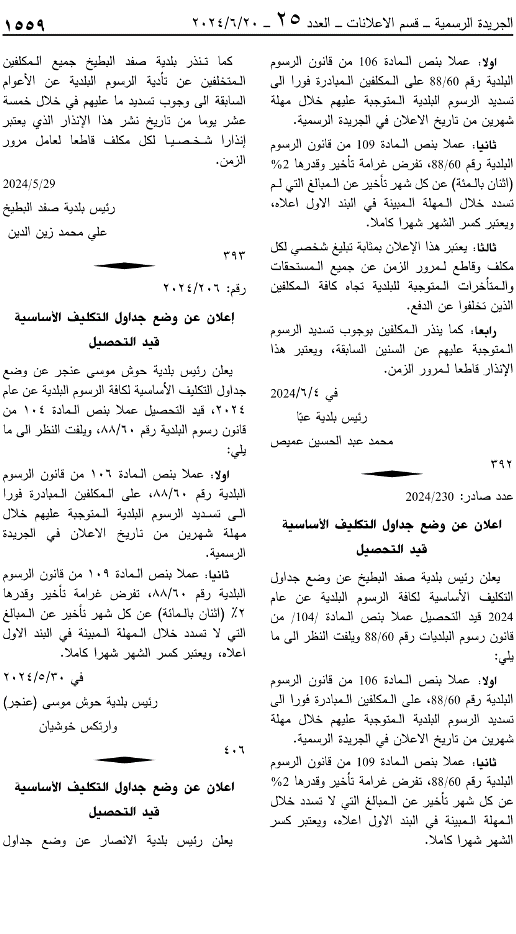 الجريدة الرسمية – قسم الاعلانات – العدد ٢٥ – ٢٠٢٤/٦/٢٠
١٥٥٩
اولا: عملا بنص المادة 106 من قانون الرسوم
البلدية رقم 88/60 على المكلفين المبادرة فورا الى
تسديد الرسوم البلدية المتوجبة عليهم خلال مهلة
شهرين من تاريخ الاعلان في الجريدة الرسمية.
ثانيا: عملا بنص المادة 109 من قانون الرسوم
البلدية رقم 88/60، تفرض غرامة تأخير وقدرها 2%
(اثنان بالمئة) عن كل شهر تأخير عن المبالغ التي لم
تسدد خلال المهلة المبينة في البند الاول اعلاه،
ويعتبر كسر الشهر شهرا كاملا.
ثالثا: يعتبر هذا الإعلان بمثابة تبليغ شخصي لكل
مكلف وقاطع لمرور الزمن عن جميع المستحقات
والمتأخرات المتوجبة للبلدية تجاه كافة المكلفين
الذين تخلفوا عن الدفع.
رابعا: كما ينذر المكلفين بوجوب تسديد الرسوم
المتوجبة عليهم عن السنين السابقة، ويعتبر هذا
الإنذار قاطعا لمرور الزمن.
في 2024/6/4
رئيس بلدية عبّا
محمد عبد الحسين عميص
٣٩٢
عدد صادر: 2024/230
اعلان عن وضع جداول التكليف الأساسية
قيد التحصيل
يعلن رئيس بلدية صفد البطيخ عن وضع جداول
التكليف الأساسية لكافة الرسوم البلدية عن عام
2024 قيد التحصيل عملا بنص المادة /104/ من
قانون رسوم البلديات رقم 88/60 ويلفت النظر الى ما
يلي:
اولا: عملا بنص المادة 106 من قانون الرسوم
البلدية رقم 88/60، على المكلفين المبادرة فورا الى
تسديد الرسوم البلدية المتوجبة عليهم خلال مهلة
شهرين من تاريخ الإعلان في الجريدة الرسمية.
ثانيا: عملا بنص المادة 109 من قانون الرسوم
البلدية رقم 88/60، تفرض غرامة تأخير وقدرها 2%
عن كل شهر تأخير عن المبالغ التي لا تسدد خلال
المهلة المبينة في البند الاول اعلاه، ويعتبر كسر
الشهر شهرا كاملا.
كما تنذر بلدية صفد البطيخ جميع المكلفين
المتخلفين عن تأدية الرسوم البلدية عن الأعوام
السابقة الى وجوب تسديد ما عليهم في خلال خمسة
عشر يوما من تاريخ نشر هذا الإنذار الذي يعتبر
إنذارا شخصيا لكل مكلف قاطعا لعامل مرور
الزمن.
2024/5/29
رئيس بلدية صفد البطيخ
علي محمد زين الدين
٣٩٣
رقم: ٢٠٢٤/٢٠٦
إعلان عن وضع جداول التكليف الأساسية
قيد التحصيل
يعلن رئيس بلدية حوش موسى عنجر عن وضع
جداول التكليف الأساسية لكافة الرسوم البلدية عن عام
٢٠٢٤، قيد التحصيل عملا بنص المادة ١٠٤ من
قانون رسوم البلدية رقم ٨٨/٦٠، ويلفت النظر الى ما
يلي:
اولا: عملا بنص المادة ١٠٦ من قانون الرسوم
البلدية رقم ٨٨/٦٠، على المكلفين المبادرة فورا
الى تسديد الرسوم البلدية المتوجبة عليهم خلال
مهلة شهرين من تاريخ الاعلان في الجريدة
الرسمية.
ثانيا: عملا بنص المادة ١٠٩ من قانون الرسوم
البلدية رقم ٨٨/٦٠، تفرض غرامة تأخير وقدرها
٢٪ (اثنان بالمائة) عن كل شهر تأخير عن المبالغ
التي لا تسدد خلال المهلة المبينة في البند الاول
اعلاه، ويعتبر كسر الشهر شهرا كاملا.
في ٢٠٢٤/٥/٣٠
رئيس بلدية حوش موسى (عنجر)
وارتكس خوشيان
٤٠٦
اعلان عن وضع جداول التكليف الأساسية
قيد التحصيل
يعلن رئيس بلدية الانصار عن وضع جداول